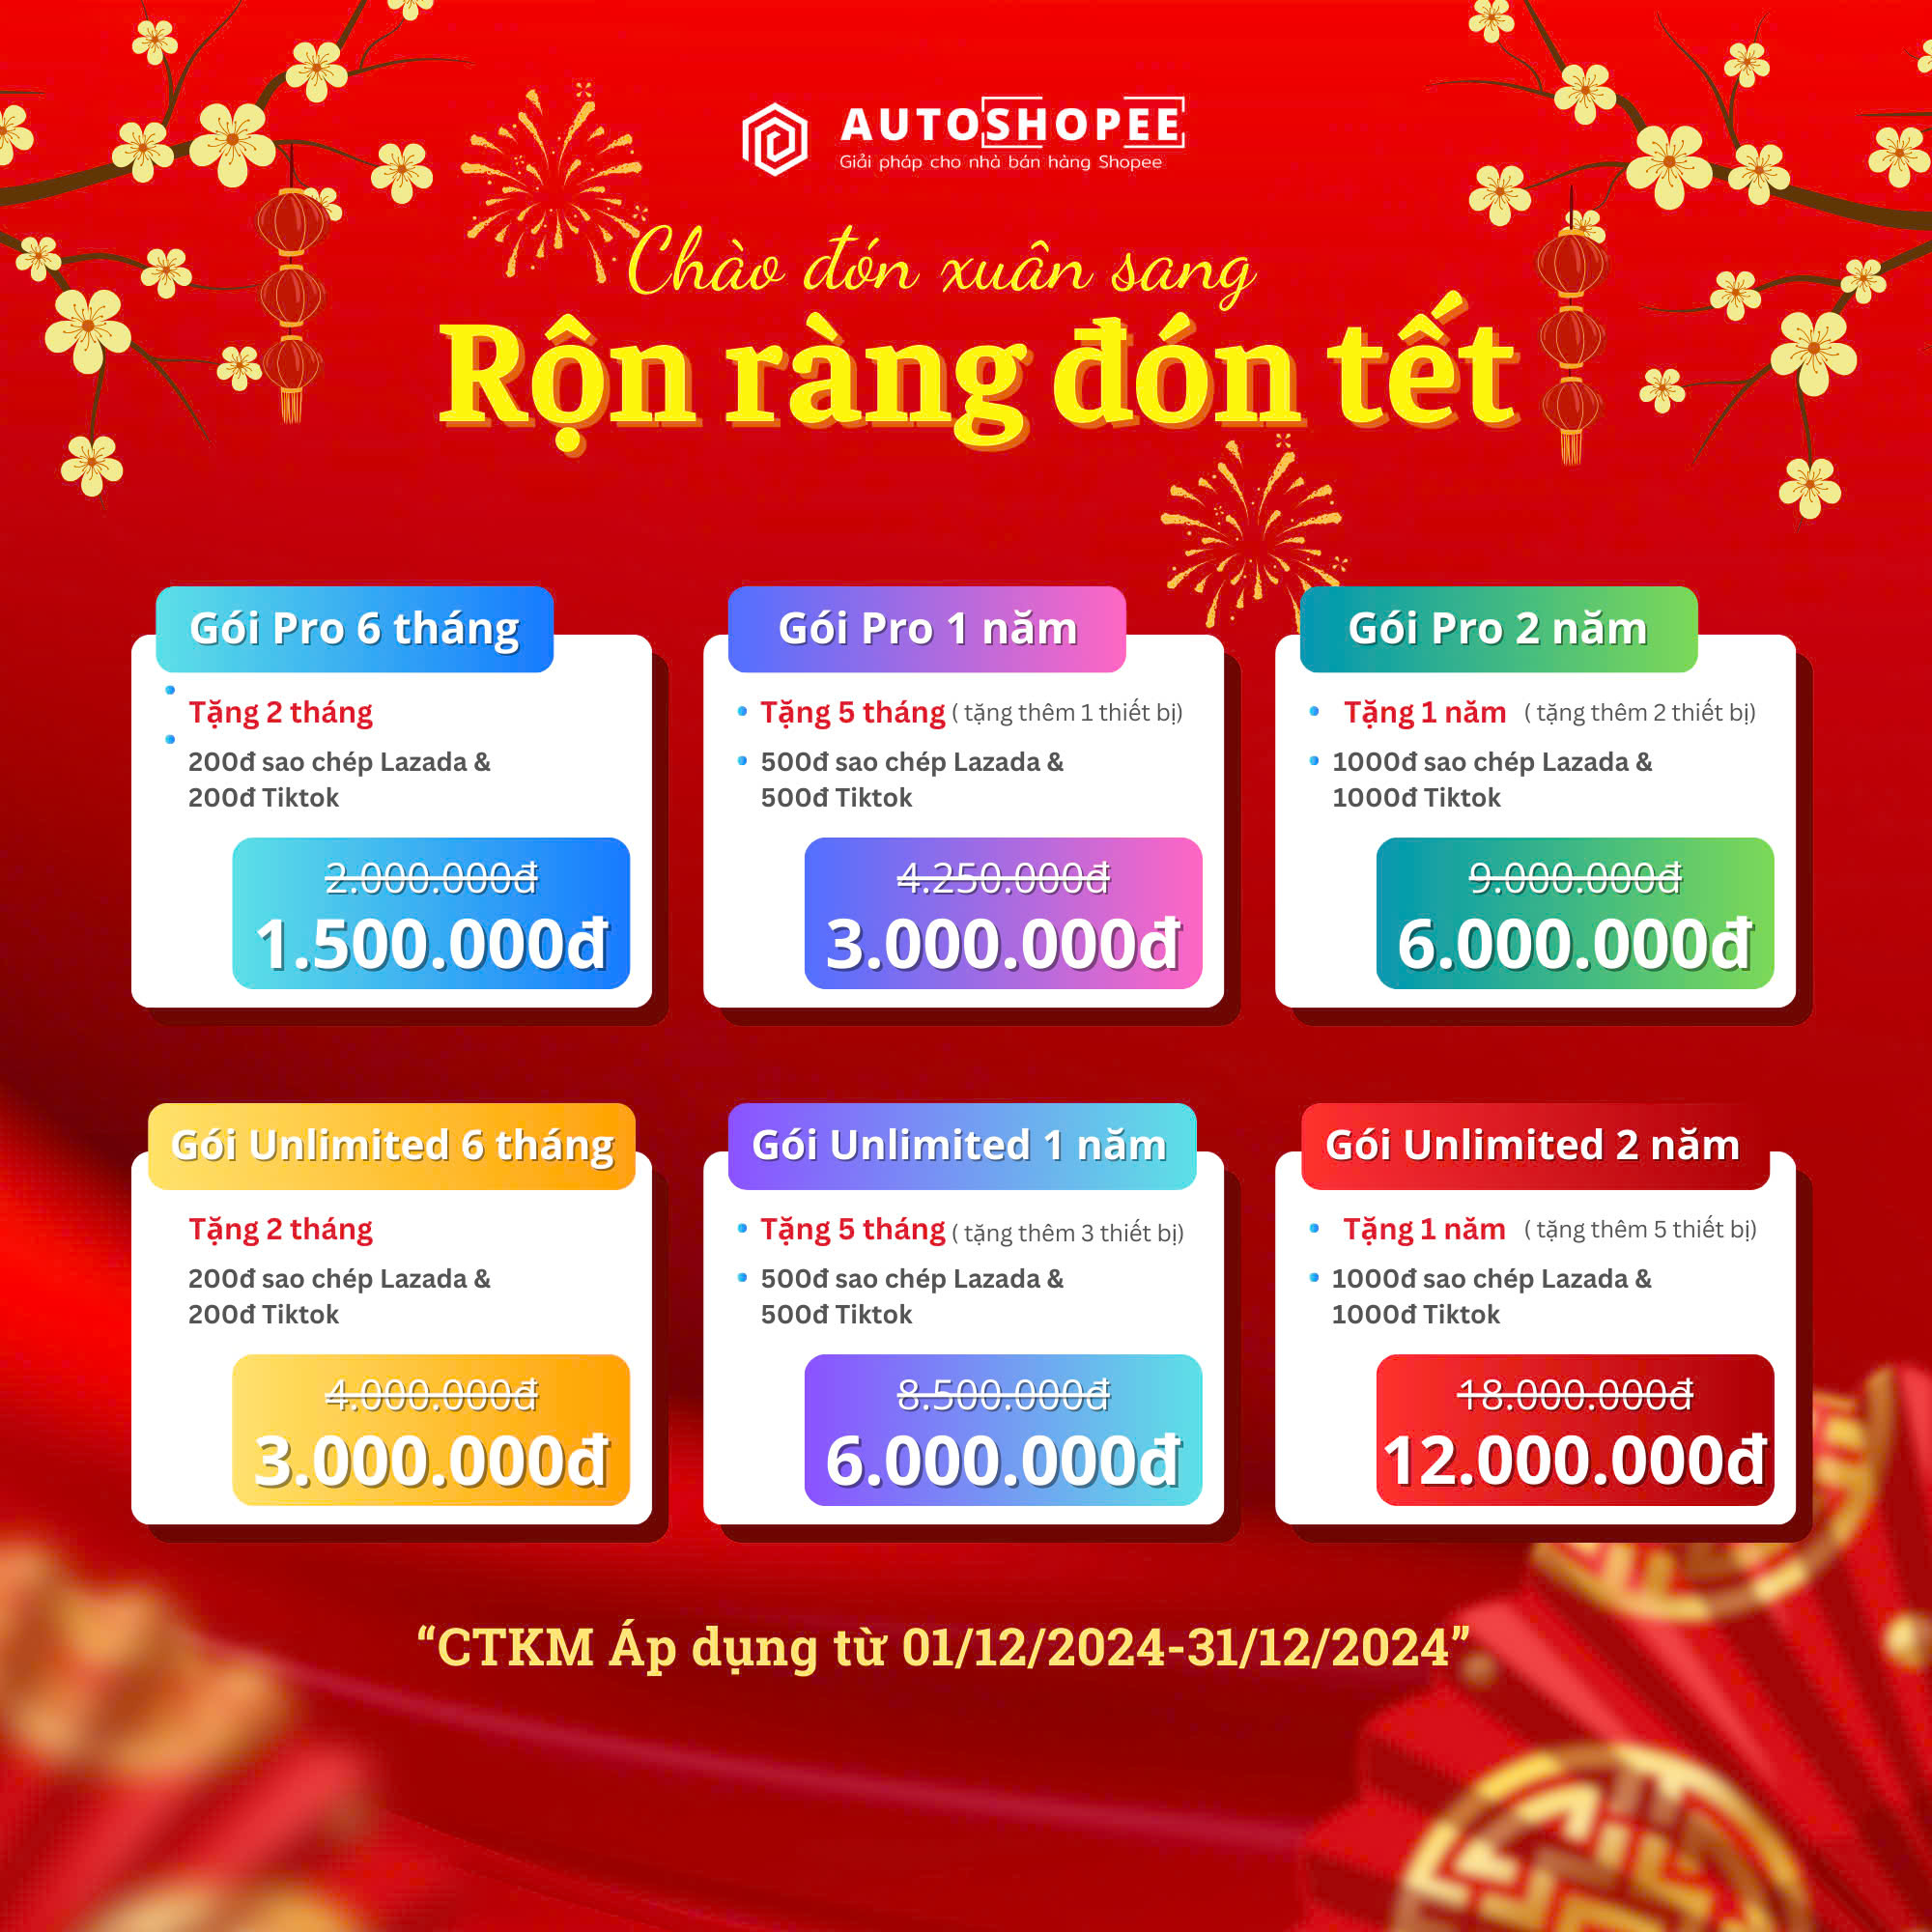 AUTOSHOPEE
Giải pháp cho nhà bán hàng Shopee
Chào đón xuân sang
Rộn ràng đón tết
Gói Pro 6 tháng
Tặng 2 tháng
200đ sao chép Lazada &
200đ Tiktok
2.000.000đ
1.500.000đ
Gói Pro 1 năm
Tặng 5 tháng ( tặng thêm 1 thiết bị)
500đ sao chép Lazada &
500đ Tiktok
4.250.000đ
3.000.000đ
Gói Pro 2 năm
Tặng 1 năm ( tặng thêm 2 thiết bị)
1000đ sao chép Lazada &
1000đ Tiktok
9.000.000đ
6.000.000đ
Gói Unlimited 6 tháng
Tặng 2 tháng
200đ sao chép Lazada &
200đ Tiktok
4.000.000đ
3.000.000đ
Gói Unlimited 1 năm
Tặng 5 tháng ( tặng thêm 3 thiết bị)
500đ sao chép Lazada &
500đ Tiktok
8.500.000đ
6.000.000đ
Gói Unlimited 2 năm
Tặng 1 năm ( tặng thêm 5 thiết bị)
1000đ sao chép Lazada &
1000đ Tiktok
18.000.000đ
12.000.000đ
“CTKM Áp dụng từ 01/12/2024-31/12/2024”